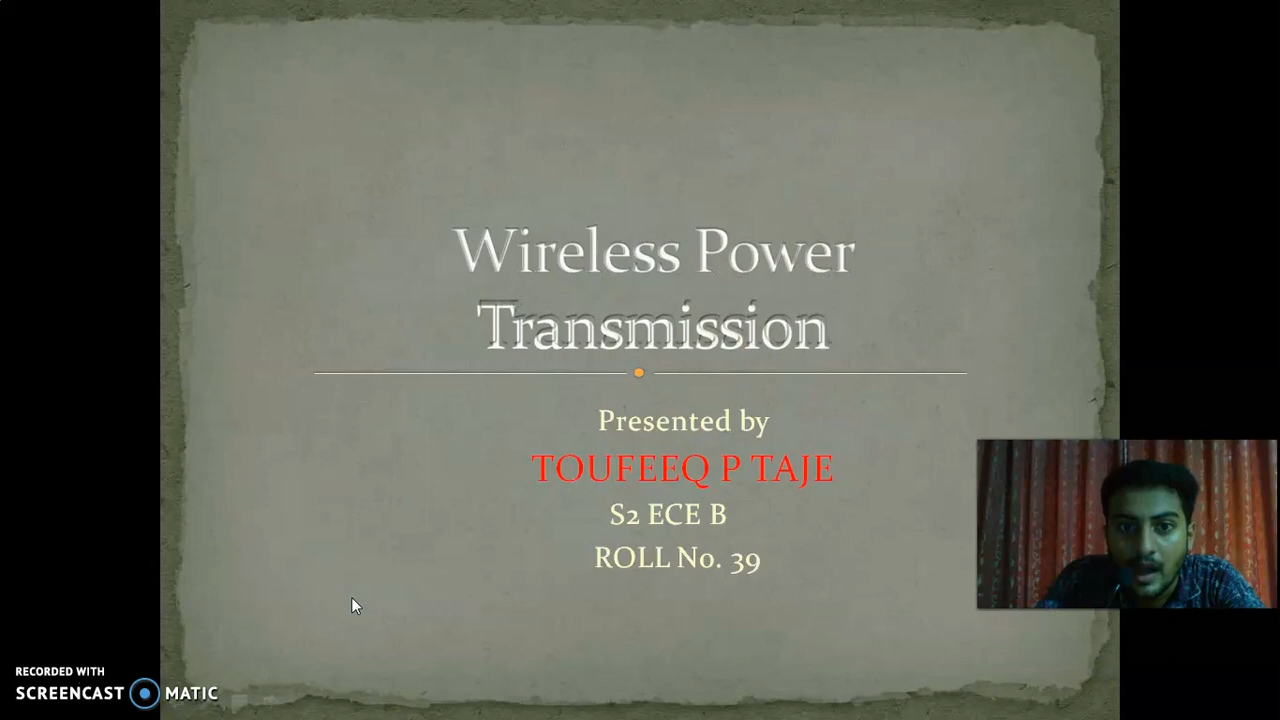 Wireless Power
Transmission
Presented by
TOUFEEQ P TAJE
S2 ECE B
ROLL No. 39
RECORDED WITH
SCREENCAST MATIC